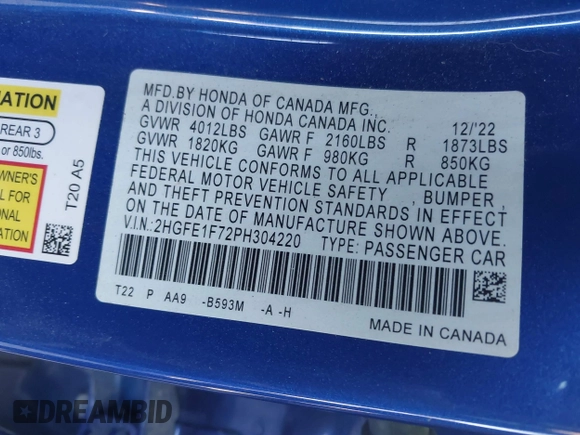 MATION
REAR 3
or 850lbs.
OWNER'S
L FOR
ONAL
ATION
T20 A5
MFD.BY HONDA OF CANADA MFG.,
A DIVISION OF HONDA CANADA INC. 12/'22
GVWR 4012LBS GAWR F 2160LBS R 1873LBS
GVWR 1820KG GAWR F 980KG R 850KG
THIS VEHICLE CONFORMS TO ALL APPLICABLE
FEDERAL MOTOR VEHICLE SAFETY , BUMPER ,
AND THEFT PREVENTION STANDARDS IN EFFECT
ON THE DATE OF MANUFACTURE SHOWN ABOVE.
V.I.N:2HGFE1F72PH304220 TYPE: PASSENGER CAR
T22 P AA9 -B593M -A -H
MADE IN CANADA
DREAMBID